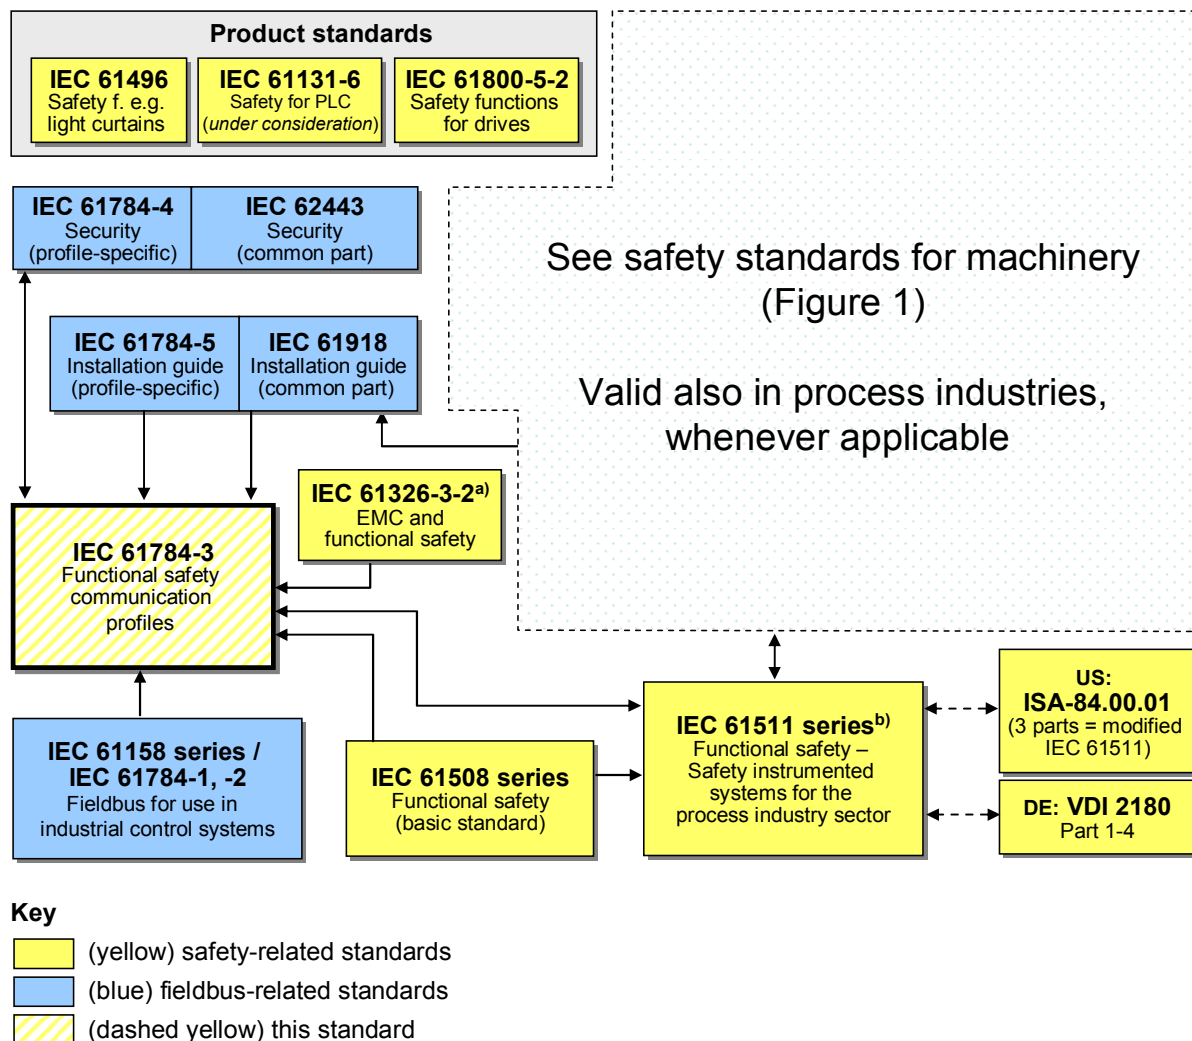 Product standards
IEC 61496
Safety f. e.g.
light curtains
IEC 61131-6
Safety for PLC
(under consideration)
IEC 61800-5-2
Safety functions
for drives
IEC 61784-4
Security
(profile-specific)
IEC 62443
Security
(common part)
See safety standards for machinery
(Figure 1)
Valid also in process industries,
whenever applicable
IEC 61784-5
Installation guide
(profile-specific)
IEC 61918
Installation guide
(common part)
IEC 61326-3-2a)
EMC and
functional safety
IEC 61784-3
Functional safety
communication
profiles
IEC 61158 series /
IEC 61784-1, -2
Fieldbus for use in
industrial control systems
IEC 61508 series
Functional safety
(basic standard)
IEC 61511 seriesb)
Functional safety –
Safety instrumented
systems for the
process industry sector
US:
ISA-84.00.01
(3 parts = modified
IEC 61511)
DE: VDI 2180
Part 1-4
Key
(yellow) safety-related standards
(blue) fieldbus-related standards
(dashed yellow) this standard